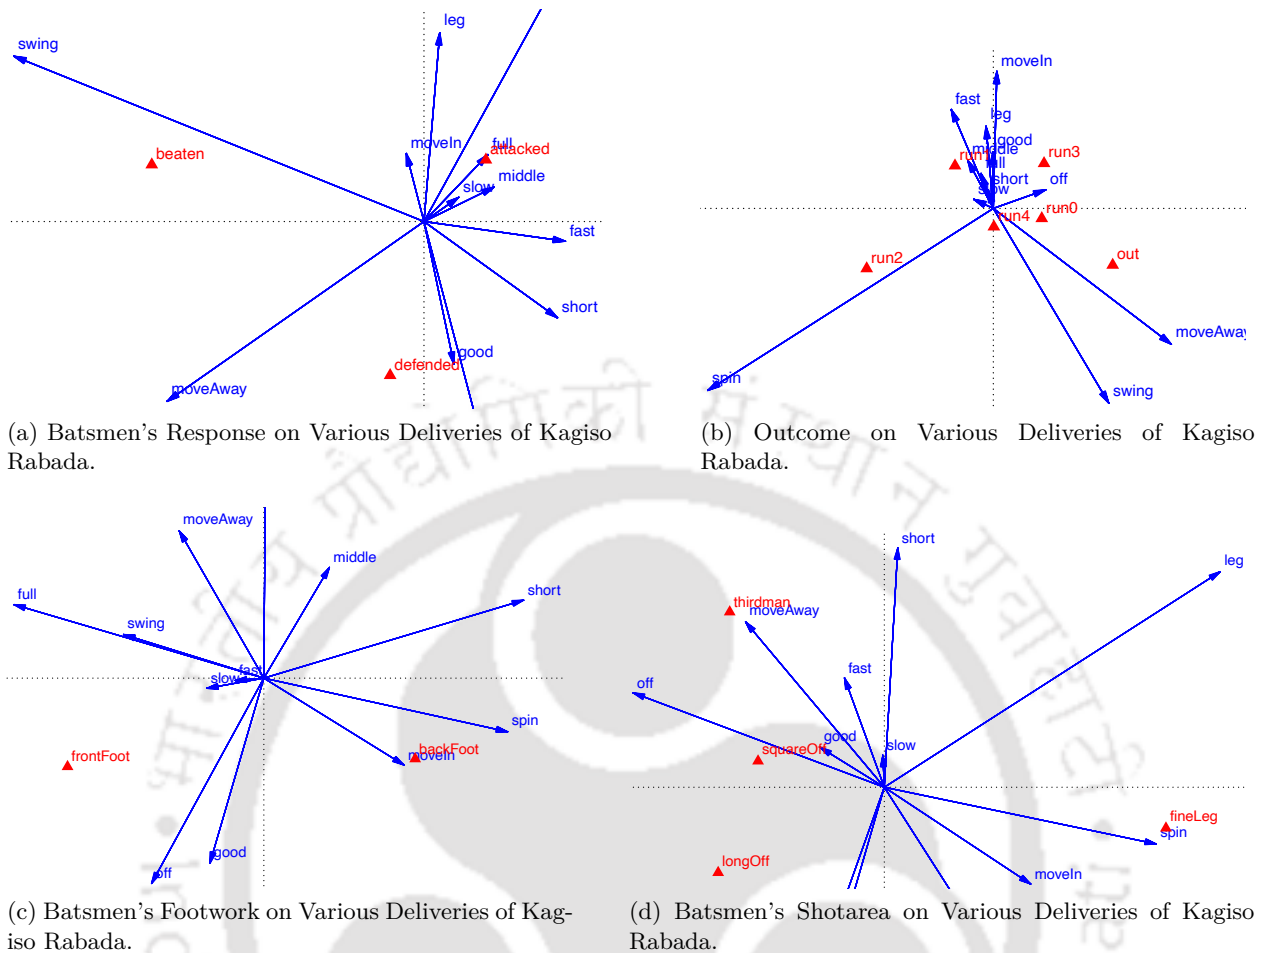 leg
swing
moveIn
full
beaten
attacked
middle
slow
fast
short
good
defended
moveAway
(a) Batsmen's Response on Various Deliveries of Kagiso
Rabada.
moveIn
fast
leg
good
middle
run1
full
run3
short
off
slow
run0
run4
run2
out
moveAway
spin
swing
(b) Outcome on Various Deliveries of Kagiso
Rabada.
moveAway
middle
full
short
swing
fast
slow
spin
frontFoot
backFoot
moveIn
good
off
(c) Batsmen's Footwork on Various Deliveries of Kag-
iso Rabada.
short
leg
thirdman
moveAway
fast
off
good
slow
squareOff
fineLeg
spin
longOff
moveIn
(d) Batsmen's Shotarea on Various Deliveries of Kagiso
Rabada.